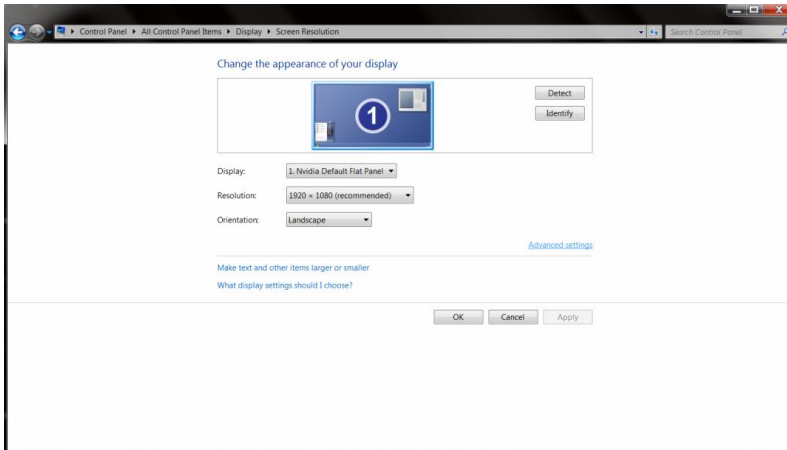 Control Panel ▸ All Control Panel Items ▸ Display ▸ Screen Resolution
Search Control Panel
Change the appearance of your display
1
Detect
Identify
Display: 1. Nvidia Default Flat Panel
Resolution: 1920 × 1080 (recommended)
Orientation: Landscape
Advanced settings
Make text and other items larger or smaller
What display settings should I choose?
OK Cancel Apply